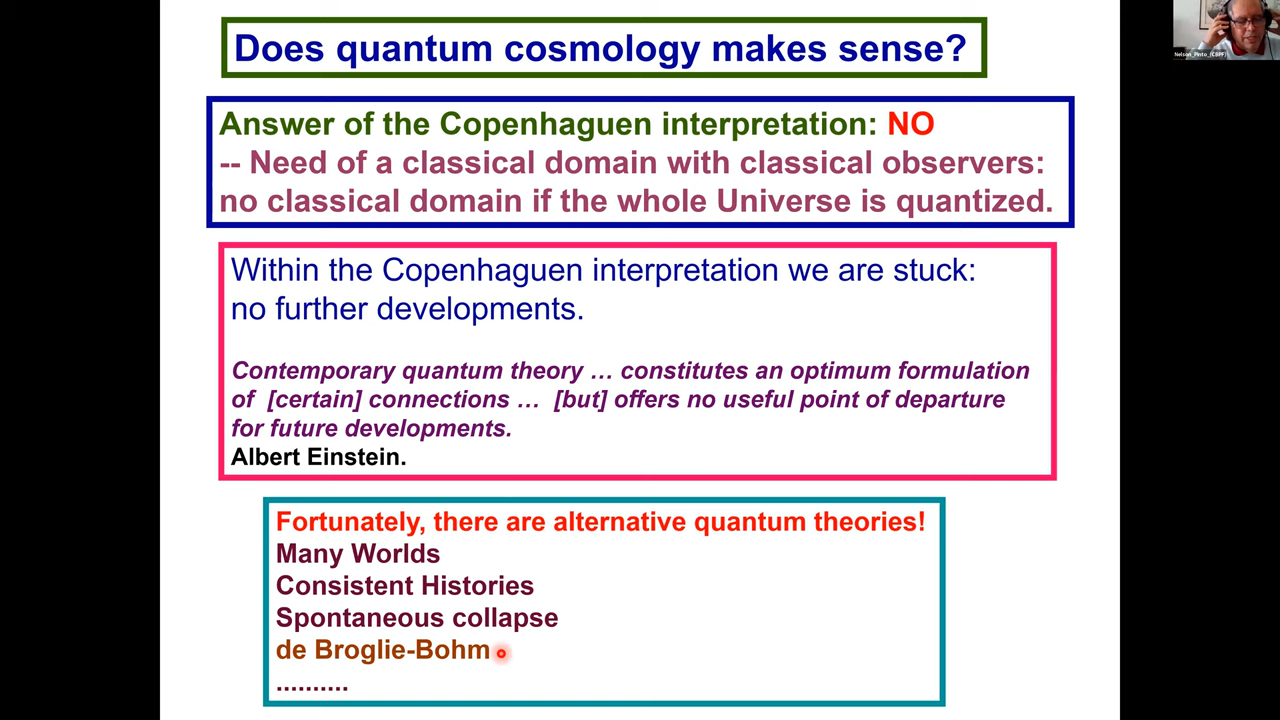 Does quantum cosmology makes sense?
Answer of the Copenhaguen interpretation: NO
-- Need of a classical domain with classical observers:
no classical domain if the whole Universe is quantized.
Within the Copenhaguen interpretation we are stuck:
no further developments.
Contemporary quantum theory … constitutes an optimum formulation
of [certain] connections … [but] offers no useful point of departure
for future developments.
Albert Einstein.
Fortunately, there are alternative quantum theories!
Many Worlds
Consistent Histories
Spontaneous collapse
de Broglie-Bohm
..........
Nelson_Pinto_(CBPF)